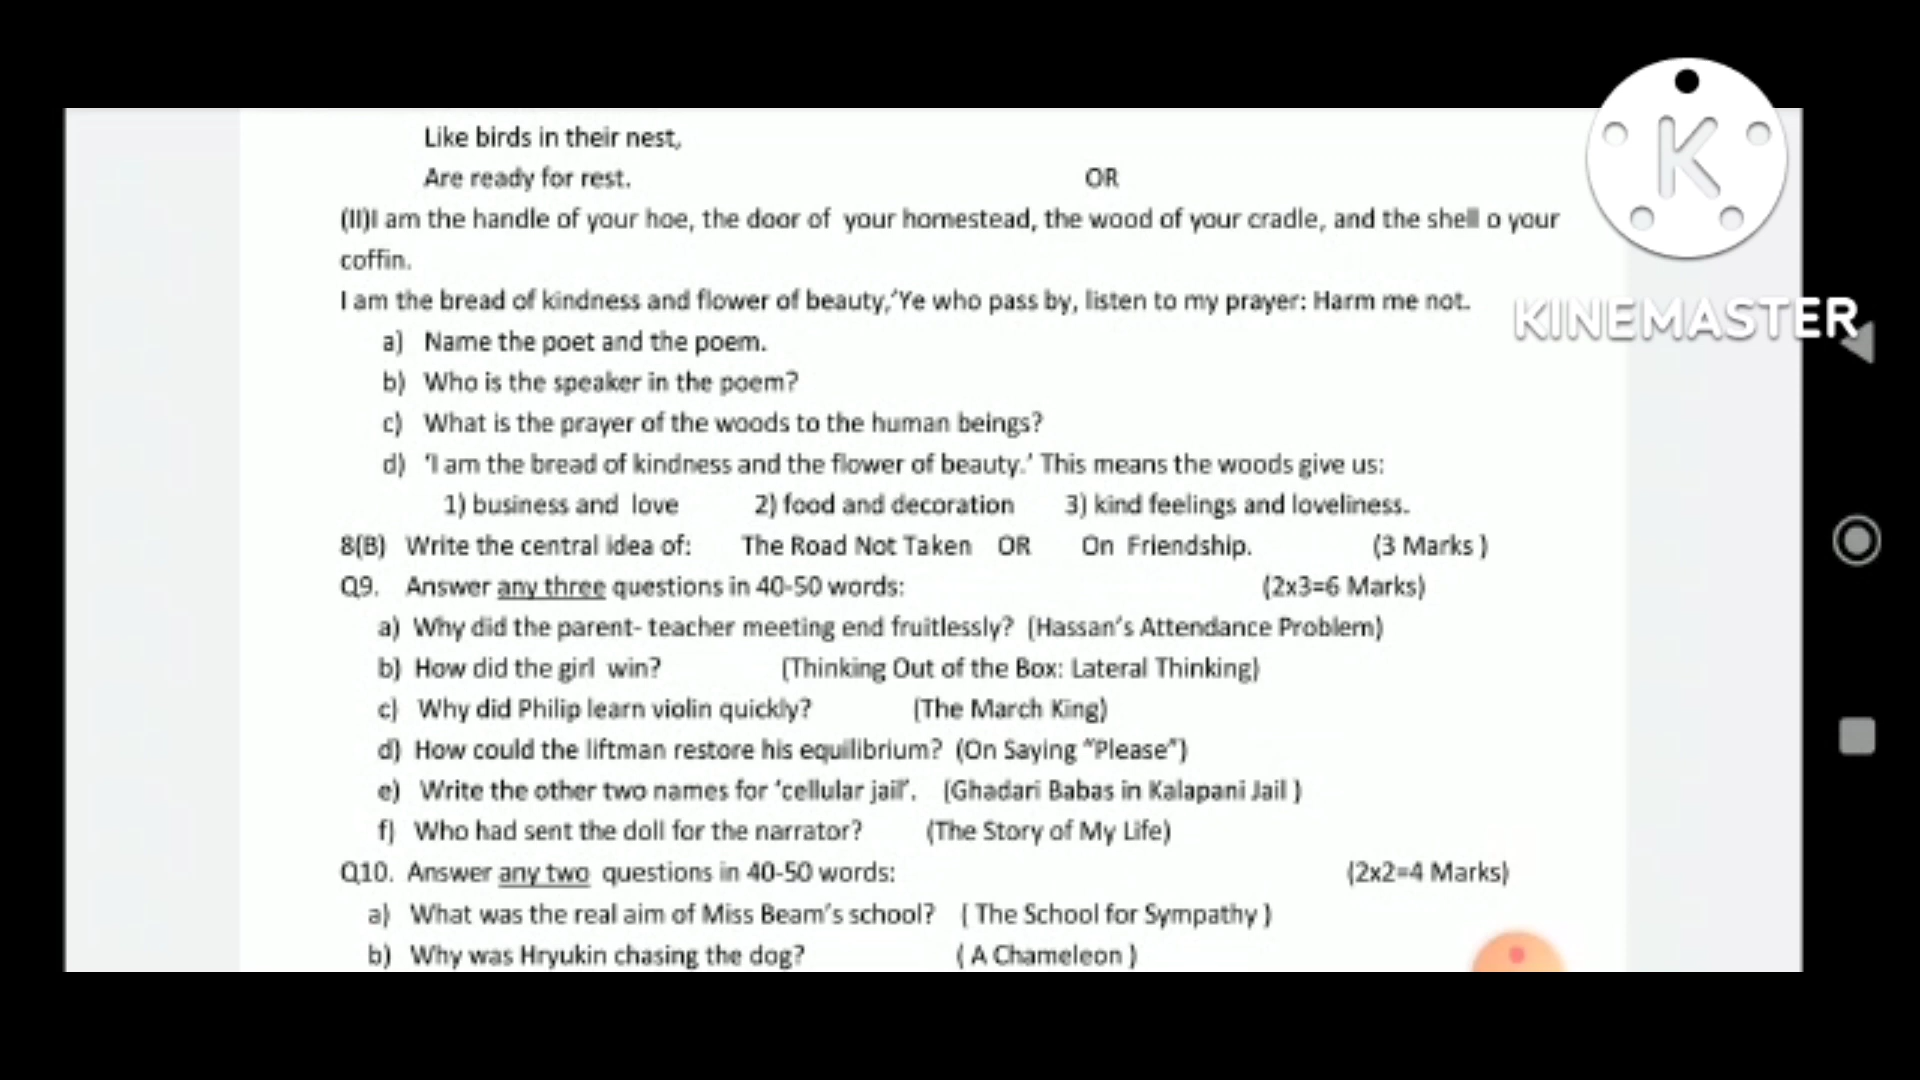 Like birds in their nest,
Are ready for rest. OR
(II)I am the handle of your hoe, the door of your homestead, the wood of your cradle, and the shell o your
coffin.
I am the bread of kindness and flower of beauty,'Ye who pass by, listen to my prayer: Harm me not.
a) Name the poet and the poem.
b) Who is the speaker in the poem?
c) What is the prayer of the woods to the human beings?
d) 'I am the bread of kindness and the flower of beauty.' This means the woods give us:
1) business and love 2) food and decoration 3) kind feelings and loveliness.
8(B) Write the central idea of: The Road Not Taken OR On Friendship. (3 Marks )
Q9. Answer any three questions in 40-50 words: (2x3=6 Marks)
a) Why did the parent- teacher meeting end fruitlessly? (Hassan's Attendance Problem)
b) How did the girl win? (Thinking Out of the Box: Lateral Thinking)
c) Why did Philip learn violin quickly? (The March King)
d) How could the liftman restore his equilibrium? (On Saying "Please")
e) Write the other two names for 'cellular jail'. (Ghadari Babas in Kalapani Jail )
f) Who had sent the doll for the narrator? (The Story of My Life)
Q10. Answer any two questions in 40-50 words: (2x2=4 Marks)
a) What was the real aim of Miss Beam's school? ( The School for Sympathy )
b) Why was Hryukin chasing the dog? ( A Chameleon )
K
KINEMASTER